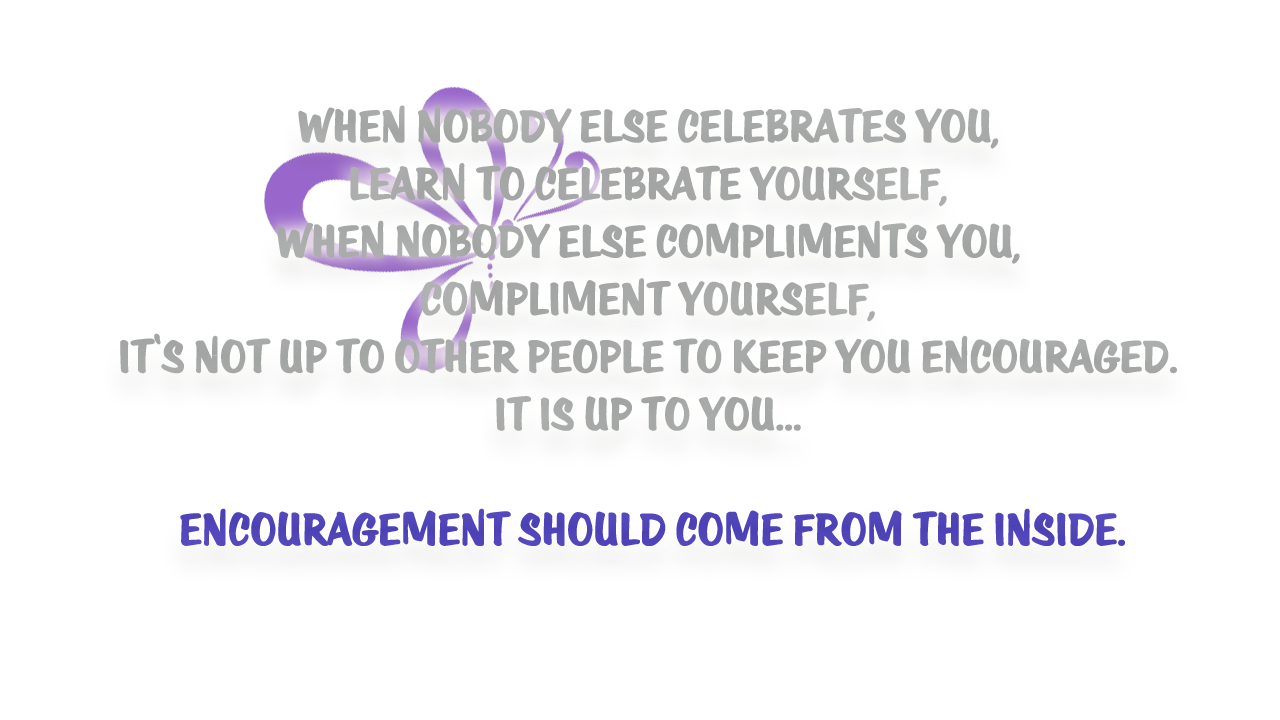 WHEN NOBODY ELSE CELEBRATES YOU,
LEARN TO CELEBRATE YOURSELF,
WHEN NOBODY ELSE COMPLIMENTS YOU,
COMPLIMENT YOURSELF,
IT'S NOT UP TO OTHER PEOPLE TO KEEP YOU ENCOURAGED.
IT IS UP TO YOU...
ENCOURAGEMENT SHOULD COME FROM THE INSIDE.